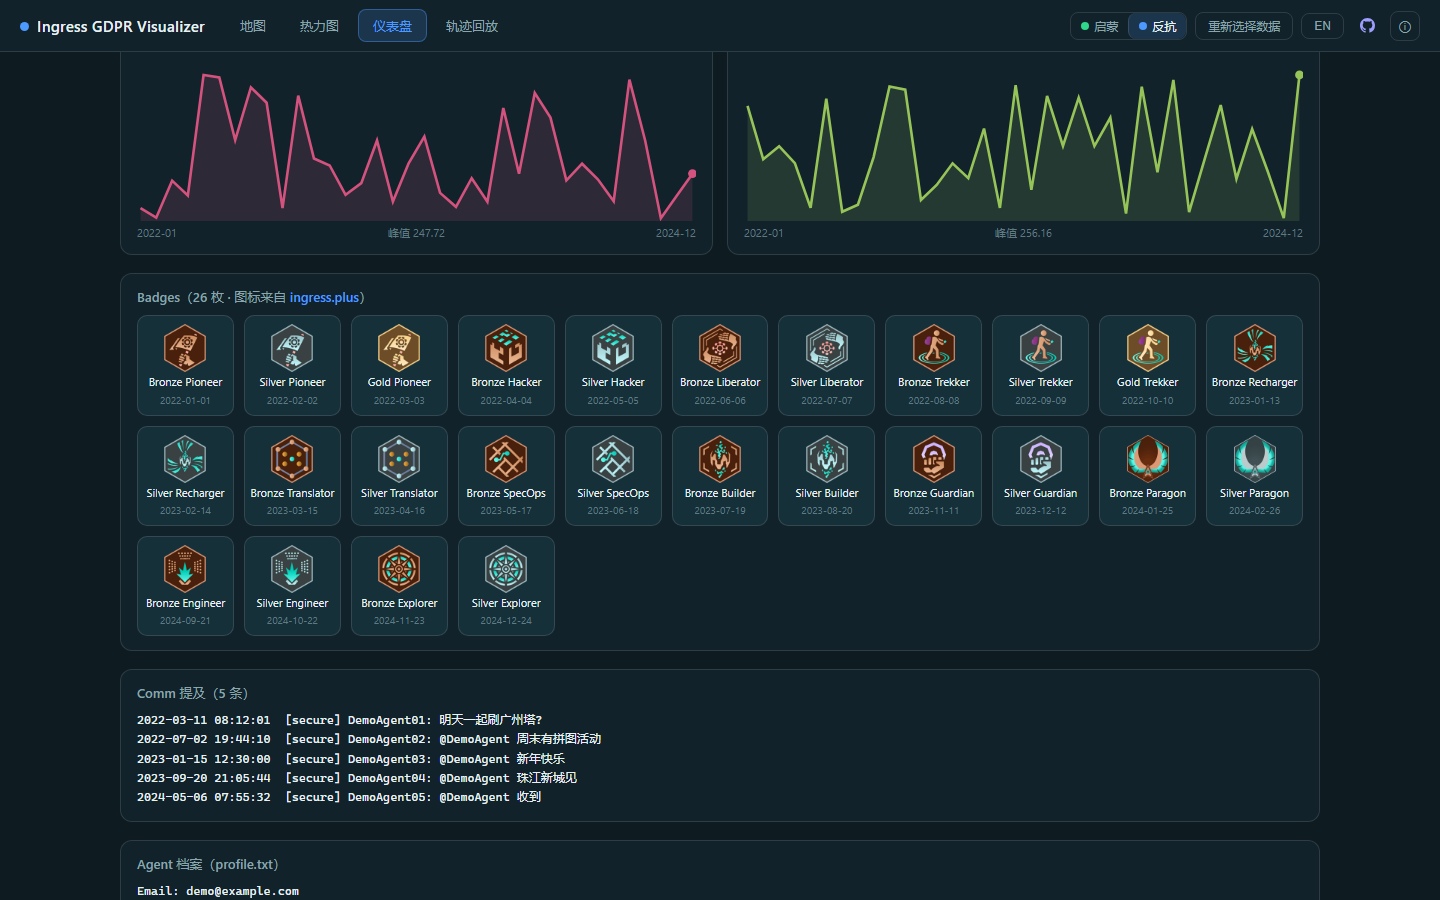 Ingress GDPR Visualizer 地图 热力图 仪表盘 轨迹回放 启蒙 反抗 重新选择数据 EN
2022-01 峰值 247.72 2024-12
2022-01 峰值 256.16 2024-12
Badges（26 枚 · 图标来自 ingress.plus）
Bronze Pioneer Silver Pioneer Gold Pioneer Bronze Hacker Silver Hacker Bronze Liberator Silver Liberator Bronze Trekker Silver Trekker Gold Trekker Bronze Recharger
2022-01-01 2022-02-02 2022-03-03 2022-04-04 2022-05-05 2022-06-06 2022-07-07 2022-08-08 2022-09-09 2022-10-10 2023-01-13
Silver Recharger Bronze Translator Silver Translator Bronze SpecOps Silver SpecOps Bronze Builder Silver Builder Bronze Guardian Silver Guardian Bronze Paragon Silver Paragon
2023-02-14 2023-03-15 2023-04-16 2023-05-17 2023-06-18 2023-07-19 2023-08-20 2023-11-11 2023-12-12 2024-01-25 2024-02-26
Bronze Engineer Silver Engineer Bronze Explorer Silver Explorer
2024-09-21 2024-10-22 2024-11-23 2024-12-24
Comm 提及（5 条）
2022-03-11 08:12:01 [secure] DemoAgent01: 明天一起刷广州塔?
2022-07-02 19:44:10 [secure] DemoAgent02: @DemoAgent 周末有拼图活动
2023-01-15 12:30:00 [secure] DemoAgent03: @DemoAgent 新年快乐
2023-09-20 21:05:44 [secure] DemoAgent04: @DemoAgent 珠江新城见
2024-05-06 07:55:32 [secure] DemoAgent05: @DemoAgent 收到
Agent 档案（profile.txt）
Email: demo@example.com